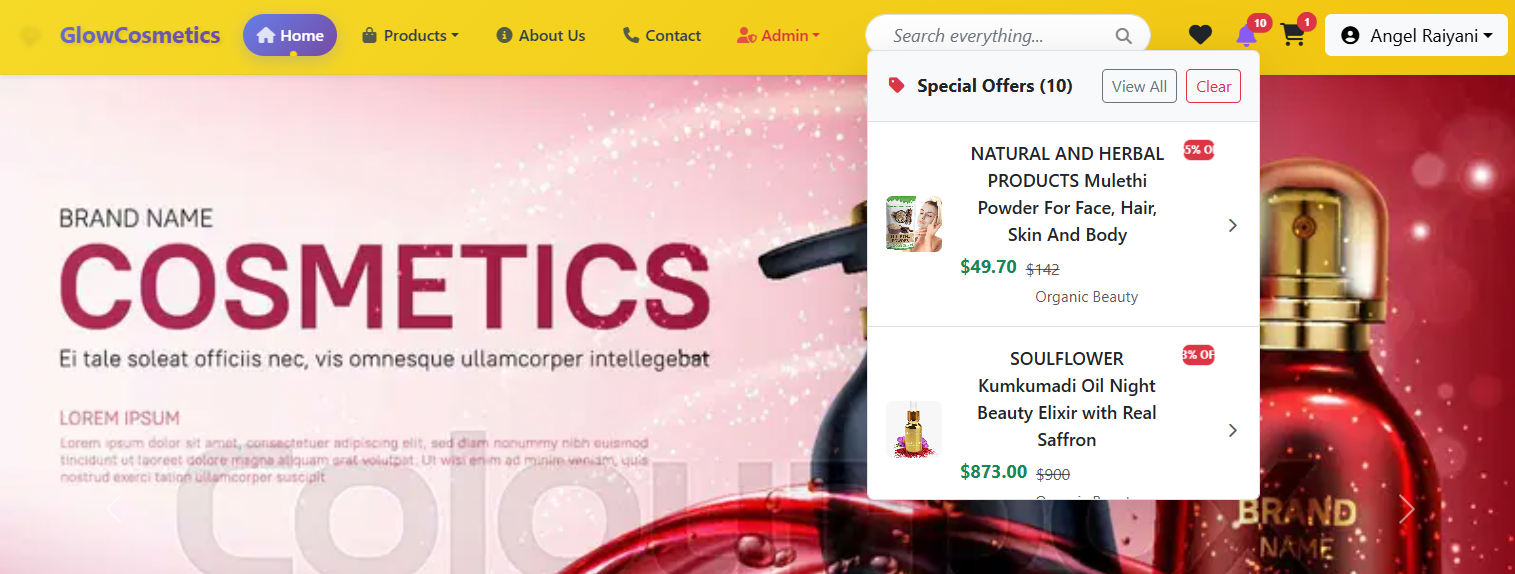 GlowCosmetics
Home
Products
About Us
Contact
Admin
Search everything...
10
1
Angel Raiyani
Special Offers (10)
View All
Clear
NATURAL AND HERBAL
PRODUCTS Mulethi
Powder For Face, Hair,
Skin And Body
5% O
$49.70 $142
Organic Beauty
SOULFLOWER
Kumkumadi Oil Night
Beauty Elixir with Real
Saffron
3% OF
$873.00 $900
BRAND NAME
COSMETICS
Ei tale soleat officiis nec, vis omnesque ullamcorper intellegebat
LOREM IPSUM
Lorem ipsum dolor sit amet, consectetuer adipiscing elit, sed diam nonummy nibh euismod
tincidunt ut laoreet dolore magna aliquam erat volutpat. Ut wisi enim ad minim veniam, quis
nostrud exerci tation ullamcorper suscipit
BRAND
NAME